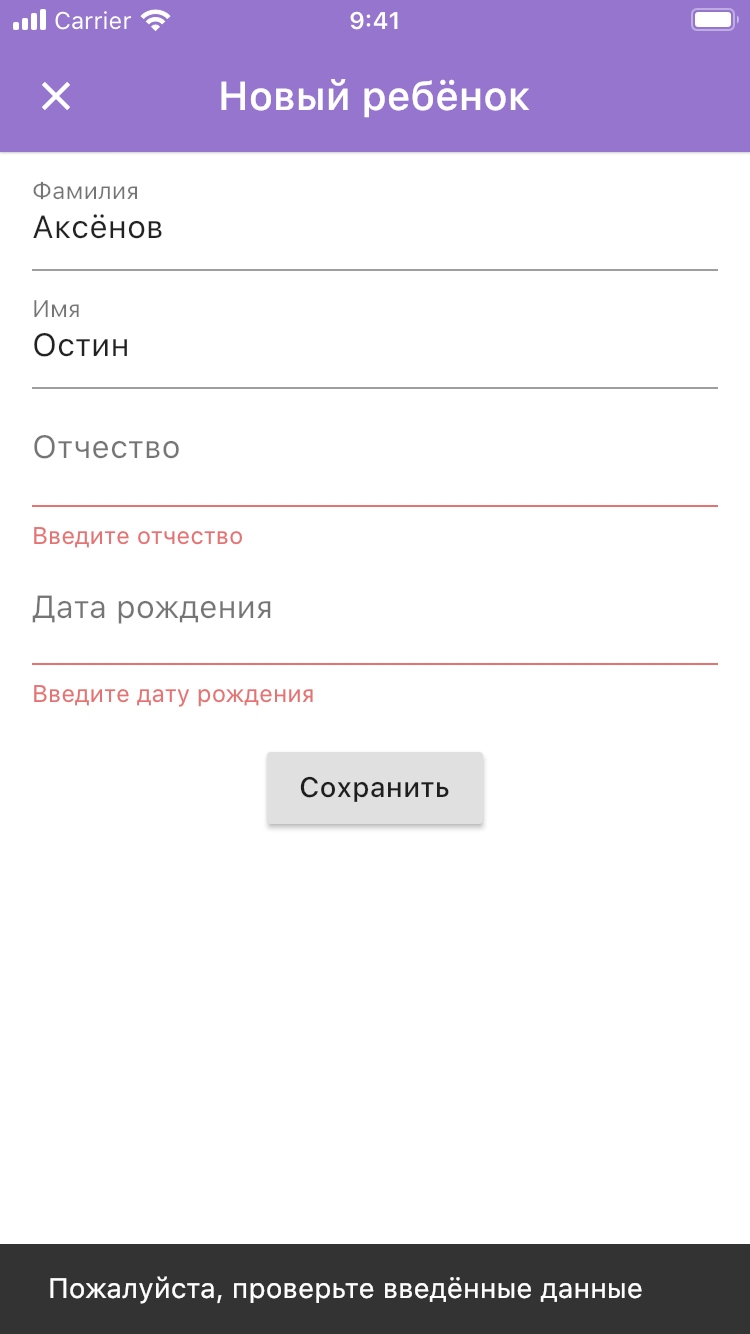 Carrier 9:41
Новый ребёнок
Фамилия
Аксёнов
Имя
Остин
Отчество
Введите отчество
Дата рождения
Введите дату рождения
Сохранить
Пожалуйста, проверьте введённые данные